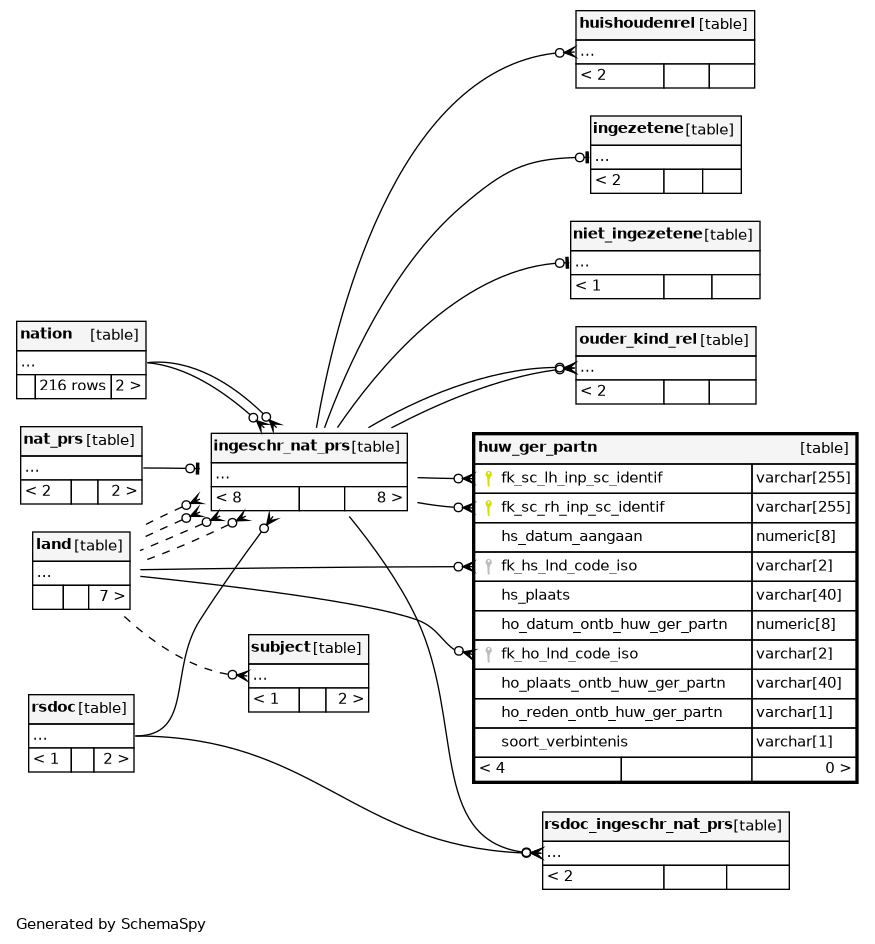 huishoudenrel [table]
...
< 2
ingezetene [table]
...
< 2
niet_ingezetene [table]
...
< 1
nation [table]
...
216 rows 2 >
ouder_kind_rel [table]
...
< 2
nat_prs [table]
...
< 2 2 >
ingeschr_nat_prs [table]
...
< 8 8 >
huw_ger_partn [table]
fk_sc_lh_inp_sc_identif varchar[255]
fk_sc_rh_inp_sc_identif varchar[255]
hs_datum_aangaan numeric[8]
fk_hs_lnd_code_iso varchar[2]
hs_plaats varchar[40]
ho_datum_ontb_huw_ger_partn numeric[8]
fk_ho_lnd_code_iso varchar[2]
ho_plaats_ontb_huw_ger_partn varchar[40]
ho_reden_ontb_huw_ger_partn varchar[1]
soort_verbintenis varchar[1]
< 4 0 >
land [table]
...
7 >
subject [table]
...
< 1 2 >
rsdoc [table]
...
< 1 2 >
rsdoc_ingeschr_nat_prs [table]
...
< 2
Generated by SchemaSpy